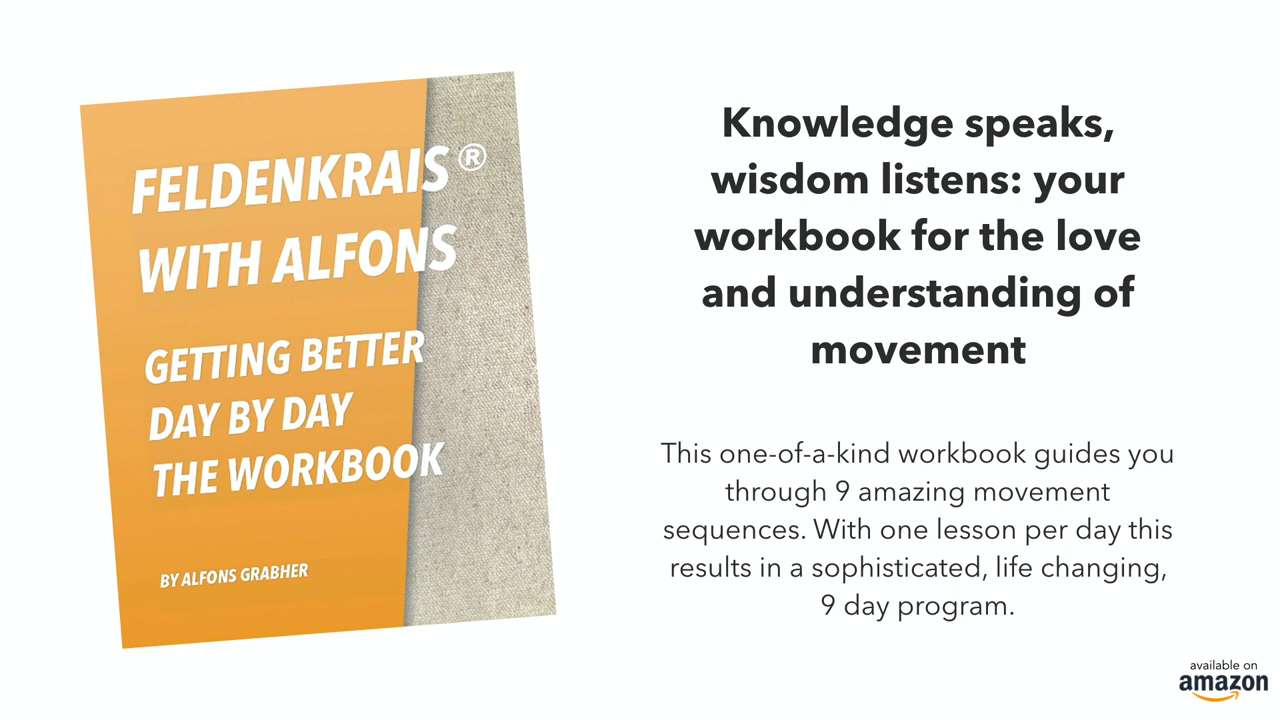 FELDENKRAIS®
WITH ALFONS
GETTING BETTER
DAY BY DAY
THE WORKBOOK
BY ALFONS GRABHER
Knowledge speaks,
wisdom listens: your
workbook for the love
and understanding of
movement
This one-of-a-kind workbook guides you
through 9 amazing movement
sequences. With one lesson per day this
results in a sophisticated, life changing,
9 day program.
available on
amazon